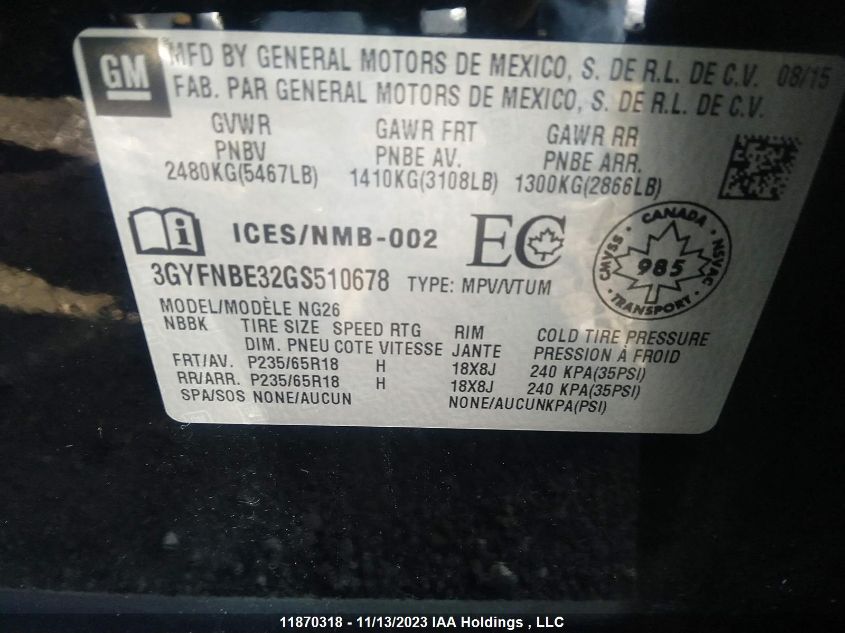 GM
MFD BY GENERAL MOTORS DE MEXICO, S. DE R.L. DE C.V. 08/15
FAB. PAR GENERAL MOTORS DE MEXICO, S. DE R.L. DE C.V.
GVWR GAWR FRT GAWR RR
PNBV PNBE AV. PNBE ARR.
2480KG(5467LB) 1410KG(3108LB) 1300KG(2866LB)
i ICES/NMB-002 EC
CANADA
CMVSS 985 NSVAC
TRANSPORT
3GYFNBE32GS510678 TYPE: MPV/VTUM
MODEL/MODÈLE NG26
NBBK TIRE SIZE SPEED RTG RIM COLD TIRE PRESSURE
DIM. PNEU COTE VITESSE JANTE PRESSION À FROID
FRT/AV. P235/65R18 H 18X8J 240 KPA(35PSI)
RR/ARR. P235/65R18 H 18X8J 240 KPA(35PSI)
SPA/SOS NONE/AUCUN NONE/AUCUNKPA(PSI)
11870318 - 11/13/2023 IAA Holdings , LLC